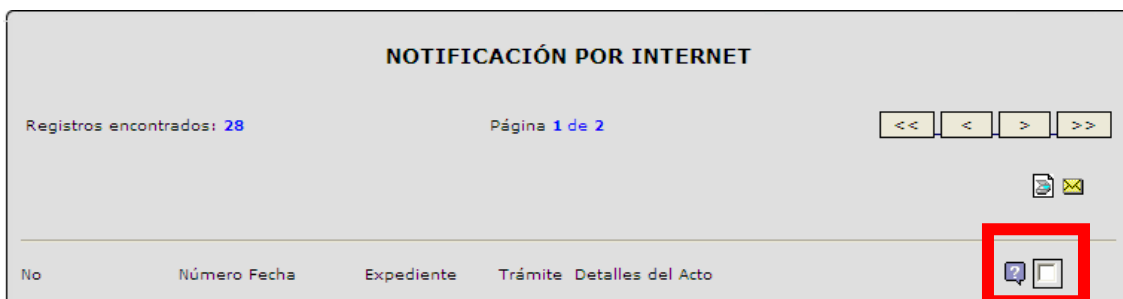 NOTIFICACIÓN POR INTERNET
Registros encontrados: 28 Página 1 de 2 << < > >>
No Número Fecha Expediente Trámite Detalles del Acto ?